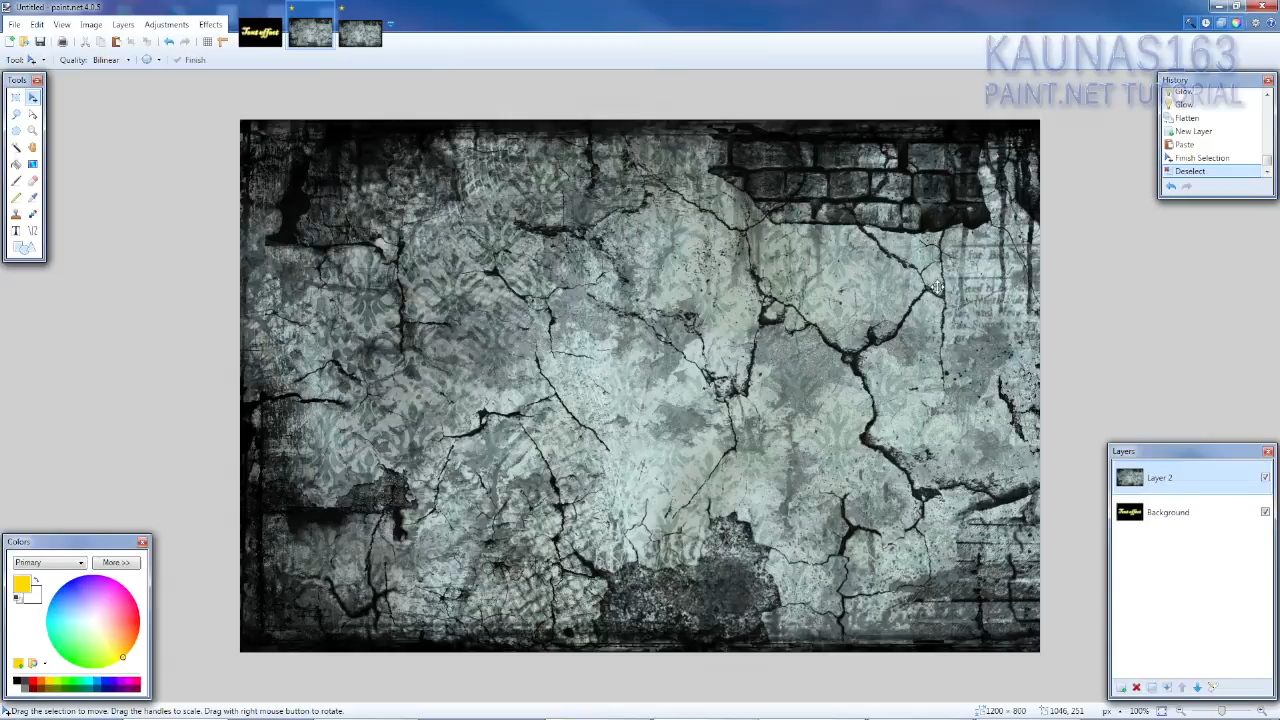 Untitled - paint.net 4.0.5
File Edit View Image Layers Adjustments Effects
Text effect
Tool: Quality: Bilinear Finish
KAUNAS163
PAINT.NET TUTORIAL
Tools
History
Glow
Glow
Flatten
New Layer
Paste
Finish Selection
Deselect
Layers
Layer 2
Background
Colors
Primary More >>
Drag the selection to move. Drag the handles to scale. Drag with right mouse button to rotate. 1200 × 800 1046, 251 px 100%